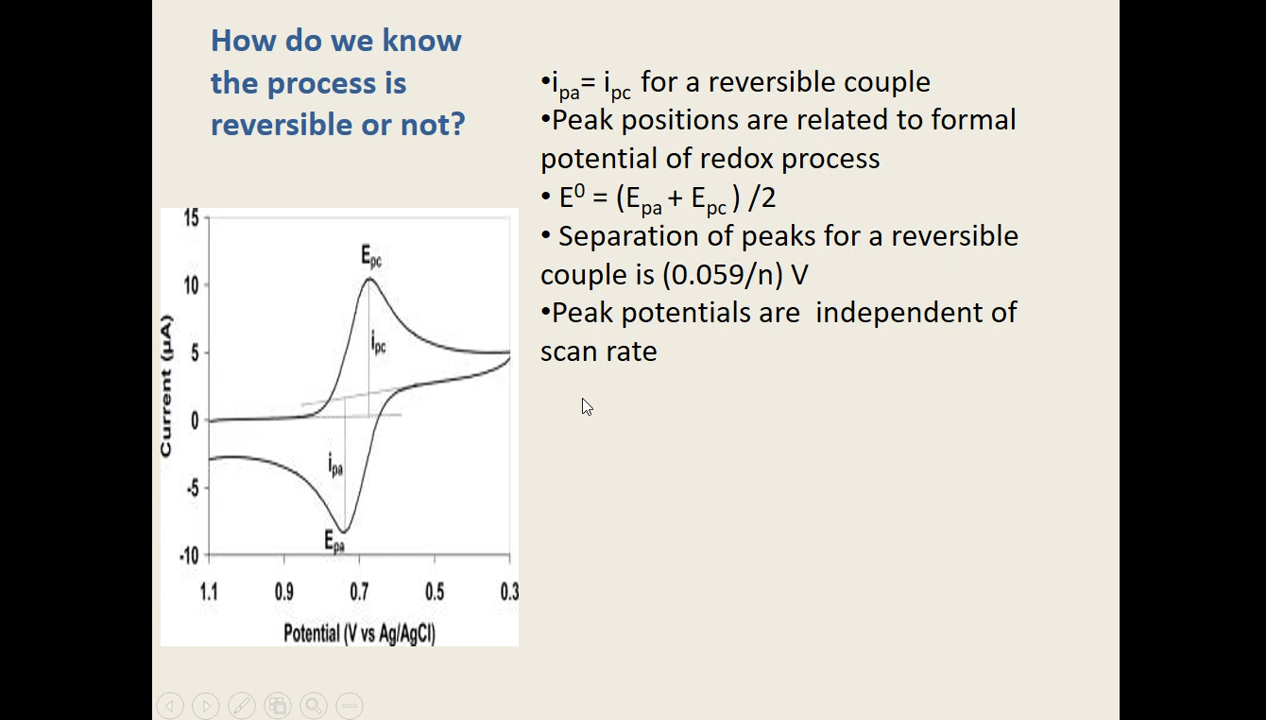 How do we know
the process is
reversible or not?
•ipa= ipc for a reversible couple
•Peak positions are related to formal
potential of redox process
• E⁰ = (Epa + Epc ) /2
• Separation of peaks for a reversible
couple is (0.059/n) V
•Peak potentials are  independent of
scan rate
15
10
5
0
-5
-10
Current (µA)
Epc
ipc
ipa
Epa
1.1 0.9 0.7 0.5 0.3
Potential (V vs Ag/AgCl)